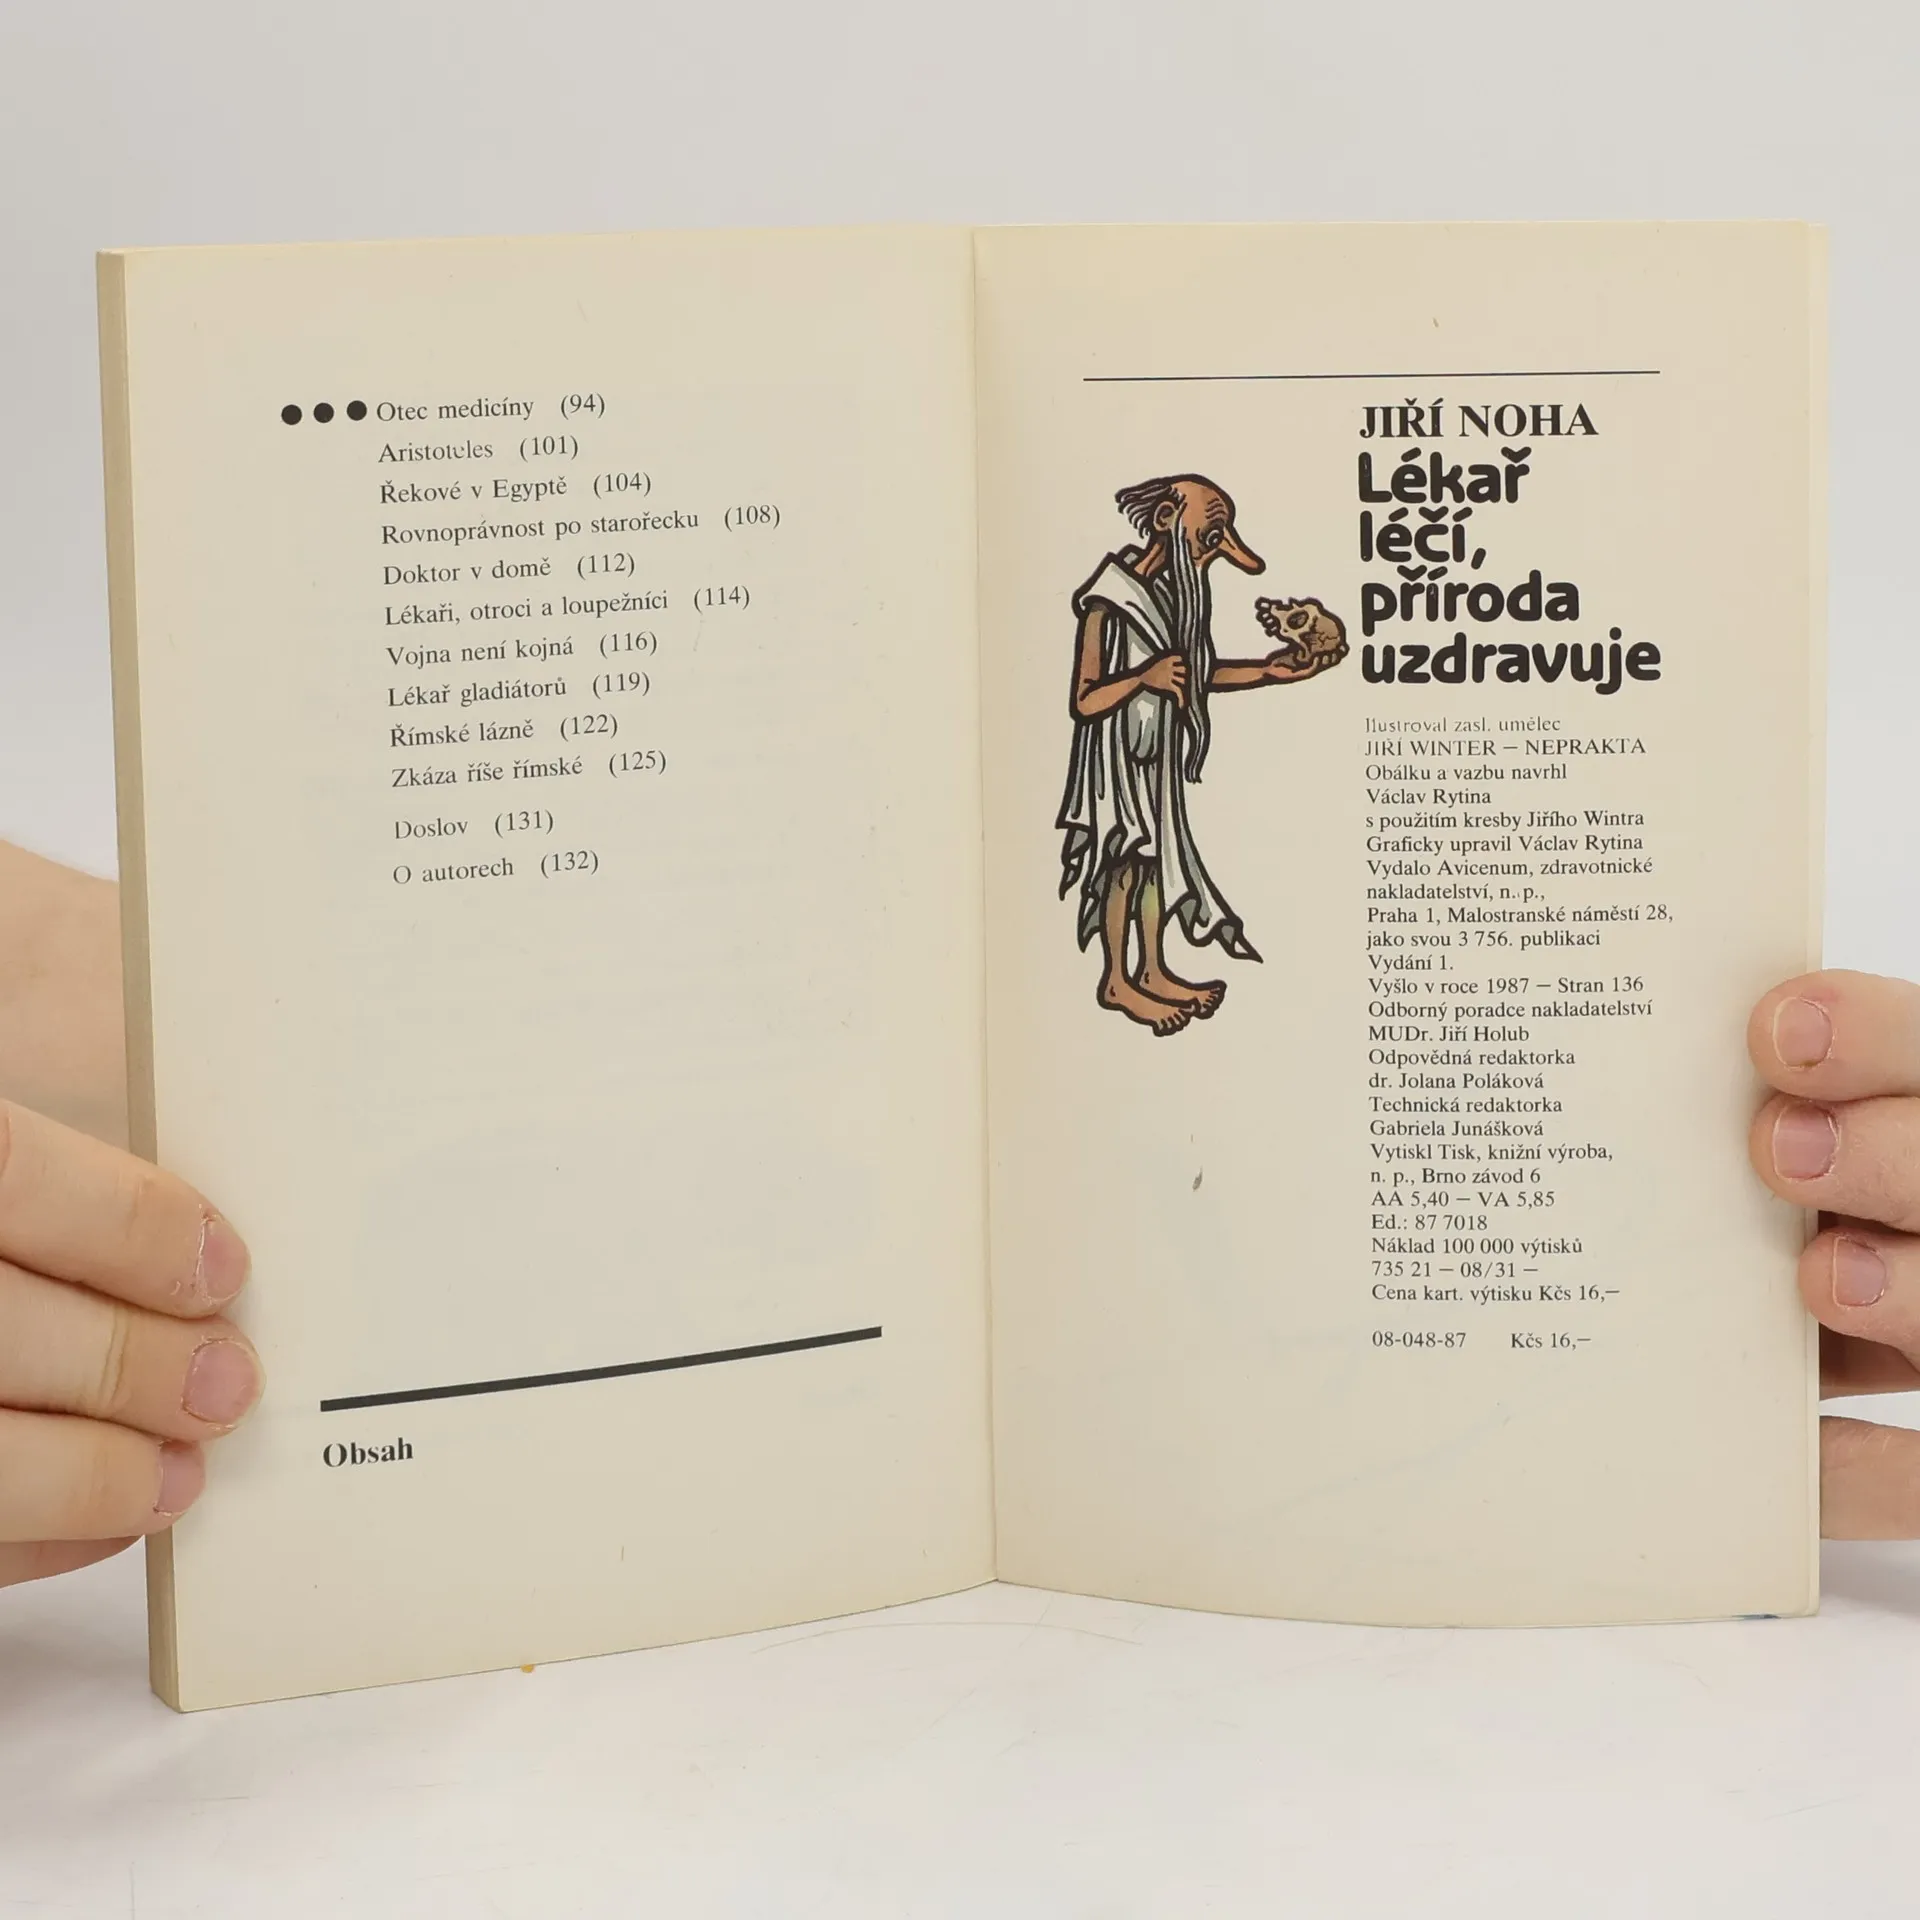 ●●● Otec medicíny (94)
Aristoteles (101)
Řekové v Egyptě (104)
Rovnoprávnost po starořecku (108)
Doktor v domě (112)
Lékaři, otroci a loupežníci (114)
Vojna není kojná (116)
Lékař gladiátorů (119)
Římské lázně (122)
Zkáza říše římské (125)
Doslov (131)
O autorech (132)
Obsah
JIŘÍ NOHA
Lékař
léčí,
příroda
uzdravuje
Ilustroval zasl. umělec
JIŘÍ WINTER – NEPRAKTA
Obálku a vazbu navrhl
Václav Rytina
s použitím kresby Jiřího Wintra
Graficky upravil Václav Rytina
Vydalo Avicenum, zdravotnické
nakladatelství, n. p.,
Praha 1, Malostranské náměstí 28,
jako svou 3 756. publikaci
Vydání 1.
Vyšlo v roce 1987 – Stran 136
Odborný poradce nakladatelství
MUDr. Jiří Holub
Odpovědná redaktorka
dr. Jolana Poláková
Technická redaktorka
Gabriela Junášková
Vytiskl Tisk, knižní výroba,
n. p., Brno závod 6
AA 5,40 – VA 5,85
Ed.: 87 7018
Náklad 100 000 výtisků
735 21 – 08/31 –
Cena kart. výtisku Kčs 16,–
08-048-87 Kčs 16,–